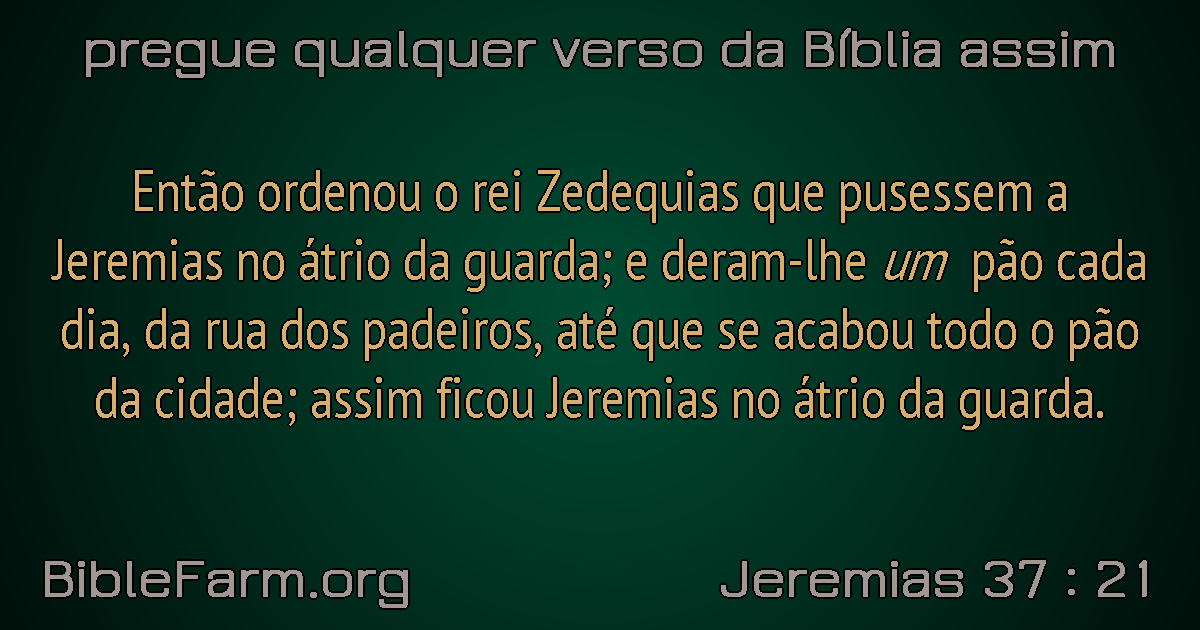 pregue qualquer verso da Bíblia assim
Então ordenou o rei Zedequias que pusessem a
Jeremias no átrio da guarda; e deram-lhe um pão cada
dia, da rua dos padeiros, até que se acabou todo o pão
da cidade; assim ficou Jeremias no átrio da guarda.
BibleFarm.org
Jeremias 37 : 21